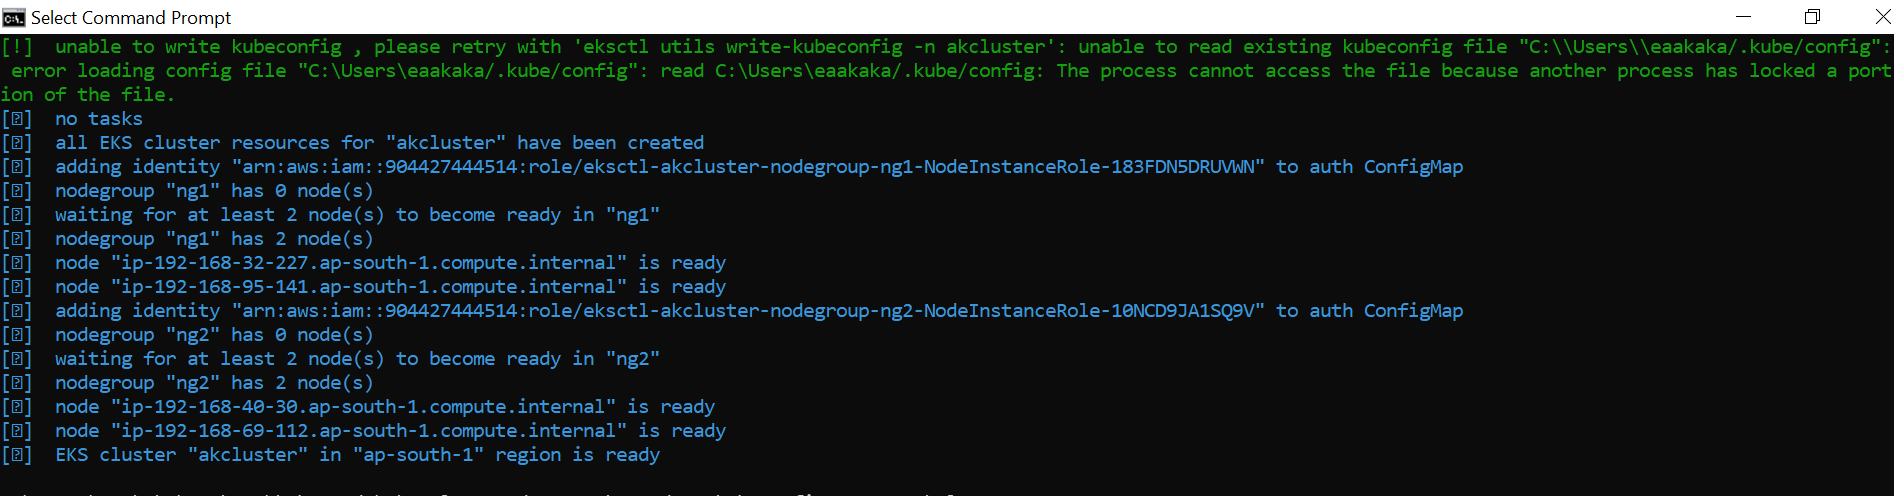 Select Command Prompt
[!]  unable to write kubeconfig , please retry with 'eksctl utils write-kubeconfig -n akcluster': unable to read existing kubeconfig file "C:\\Users\\eaakaka/.kube/config":
 error loading config file "C:\Users\eaakaka/.kube/config": read C:\Users\eaakaka/.kube/config: The process cannot access the file because another process has locked a port
ion of the file.
[?]  no tasks
[?]  all EKS cluster resources for "akcluster" have been created
[?]  adding identity "arn:aws:iam::904427444514:role/eksctl-akcluster-nodegroup-ng1-NodeInstanceRole-183FDN5DRUVWN" to auth ConfigMap
[?]  nodegroup "ng1" has 0 node(s)
[?]  waiting for at least 2 node(s) to become ready in "ng1"
[?]  nodegroup "ng1" has 2 node(s)
[?]  node "ip-192-168-32-227.ap-south-1.compute.internal" is ready
[?]  node "ip-192-168-95-141.ap-south-1.compute.internal" is ready
[?]  adding identity "arn:aws:iam::904427444514:role/eksctl-akcluster-nodegroup-ng2-NodeInstanceRole-10NCD9JA1SQ9V" to auth ConfigMap
[?]  nodegroup "ng2" has 0 node(s)
[?]  waiting for at least 2 node(s) to become ready in "ng2"
[?]  nodegroup "ng2" has 2 node(s)
[?]  node "ip-192-168-40-30.ap-south-1.compute.internal" is ready
[?]  node "ip-192-168-69-112.ap-south-1.compute.internal" is ready
[?]  EKS cluster "akcluster" in "ap-south-1" region is ready